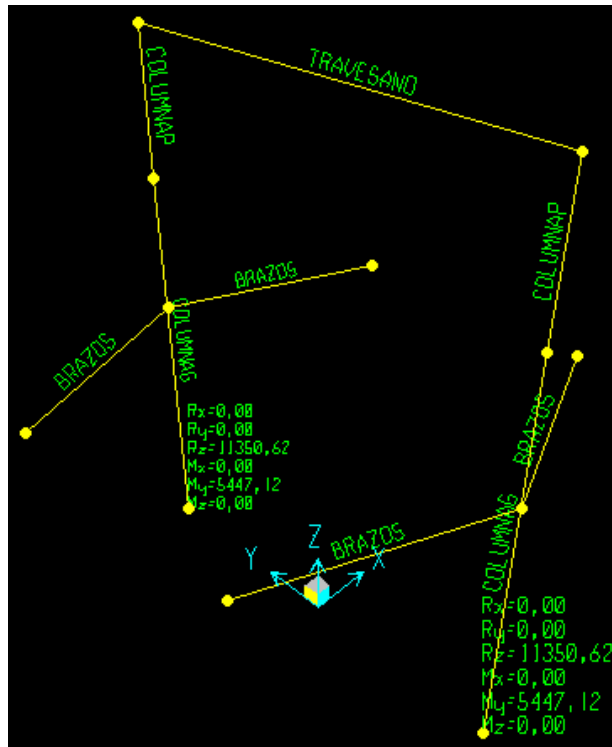 COLUMNAP
TRAVESANO
COLUMNAP
BRAZOS
BRAZOS
COLUMNAG
BRAZOS
Rx=0,00
Ry=0,00
Rz=11350,62
Mx=0,00
My=5447,12
Mz=0,00
BRAZOS
COLUMNAG
Z
Y
X
Rx=0,00
Ry=0,00
Rz=11350,62
Mx=0,00
My=5447,12
Mz=0,00